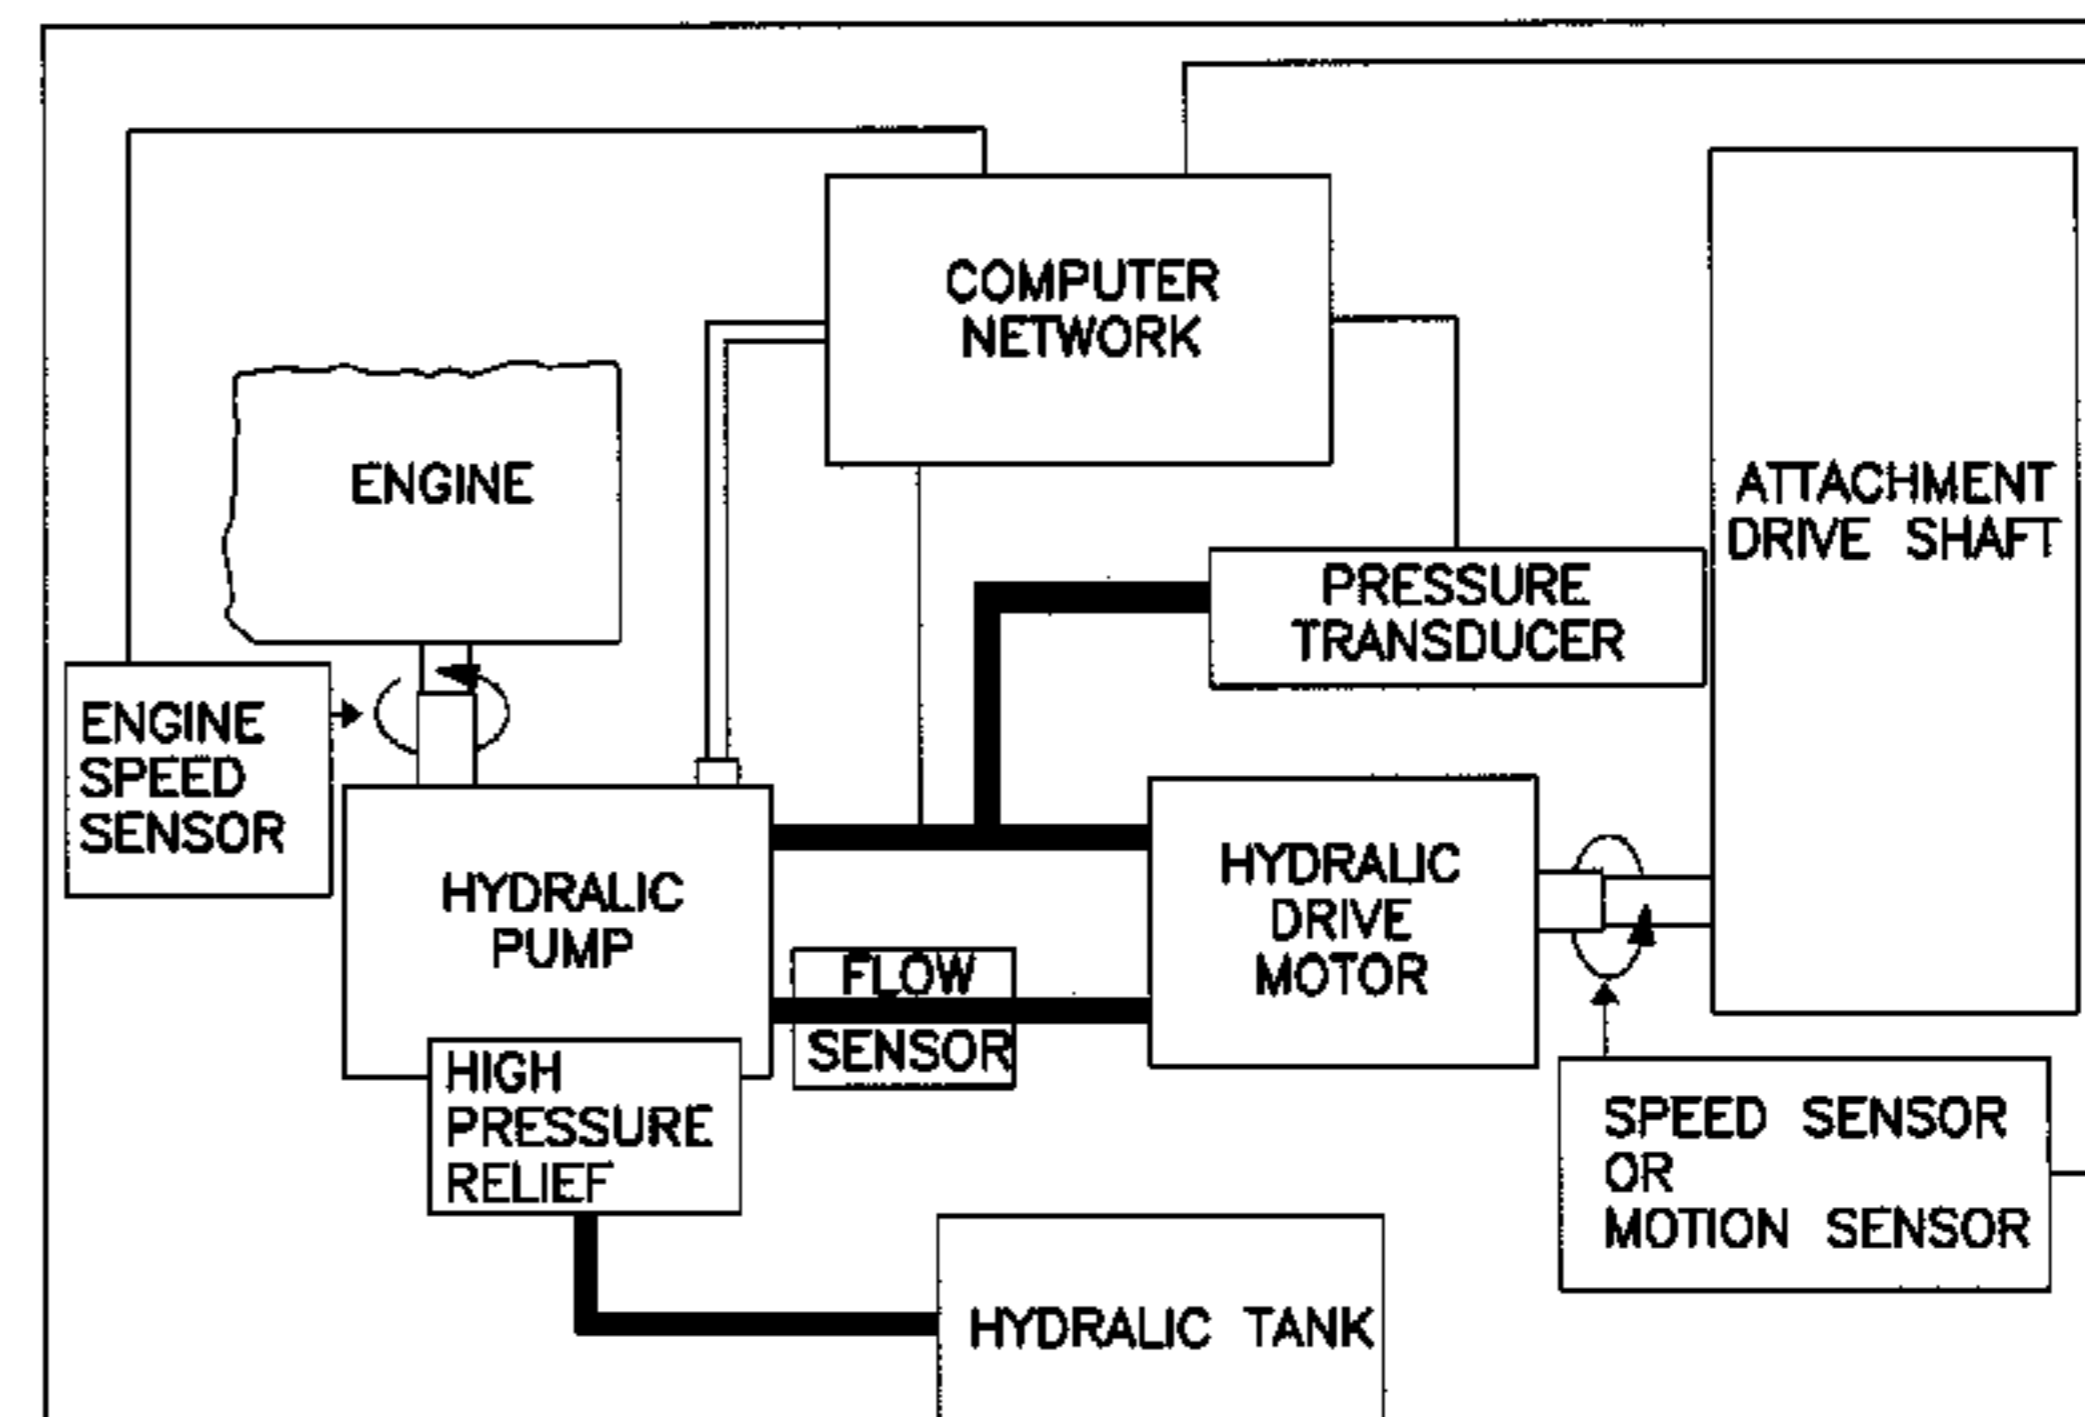 COMPUTER
NETWORK
ENGINE
ATTACHMENT
DRIVE SHAFT
PRESSURE
TRANSDUCER
ENGINE
SPEED
SENSOR
HYDRALIC
PUMP
HYDRALIC
DRIVE
MOTOR
FLOW
SENSOR
HIGH
PRESSURE
RELIEF
SPEED SENSOR
OR
MOTION SENSOR
HYDRALIC TANK